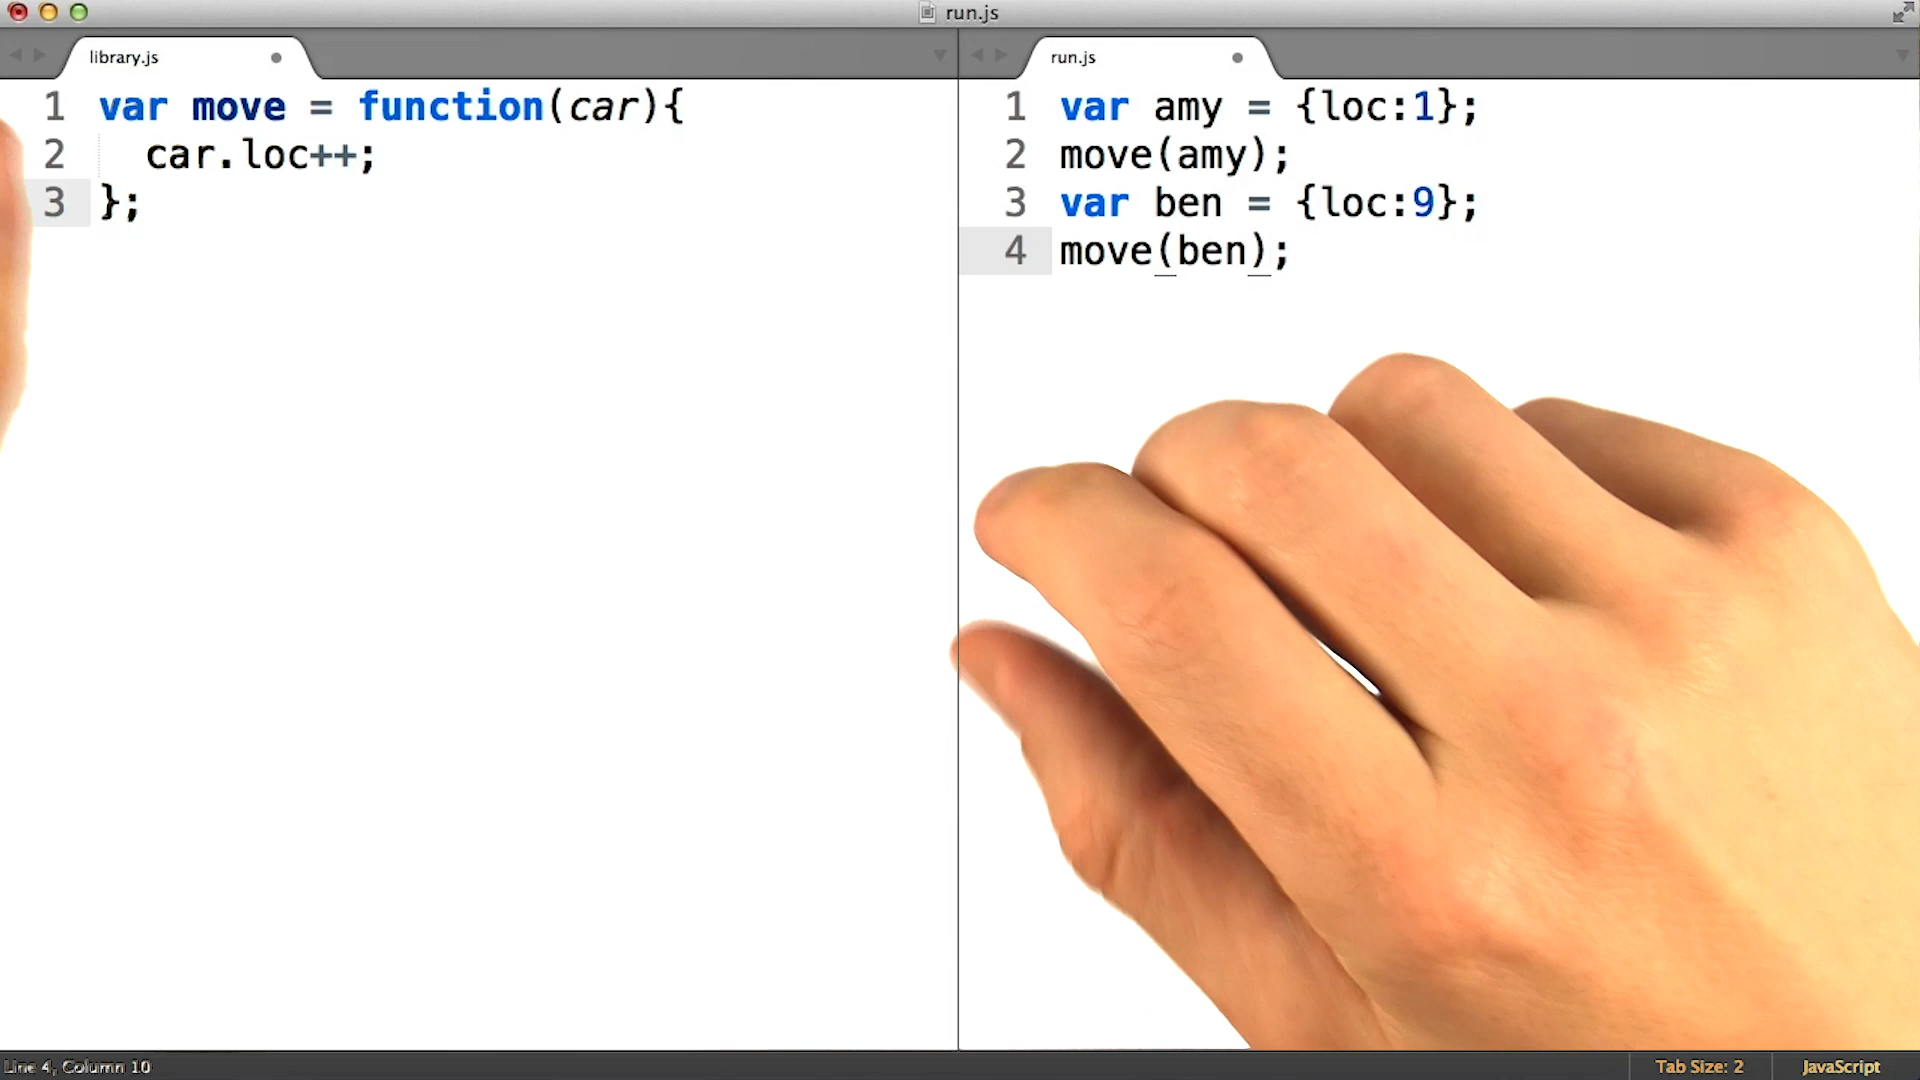 run.js
library.js
1 var move = function(car){
2 car.loc++;
3 };
run.js
1 var amy = {loc:1};
2 move(amy);
3 var ben = {loc:9};
4 move(ben);
Line 4, Column 10
Tab Size: 2
JavaScript